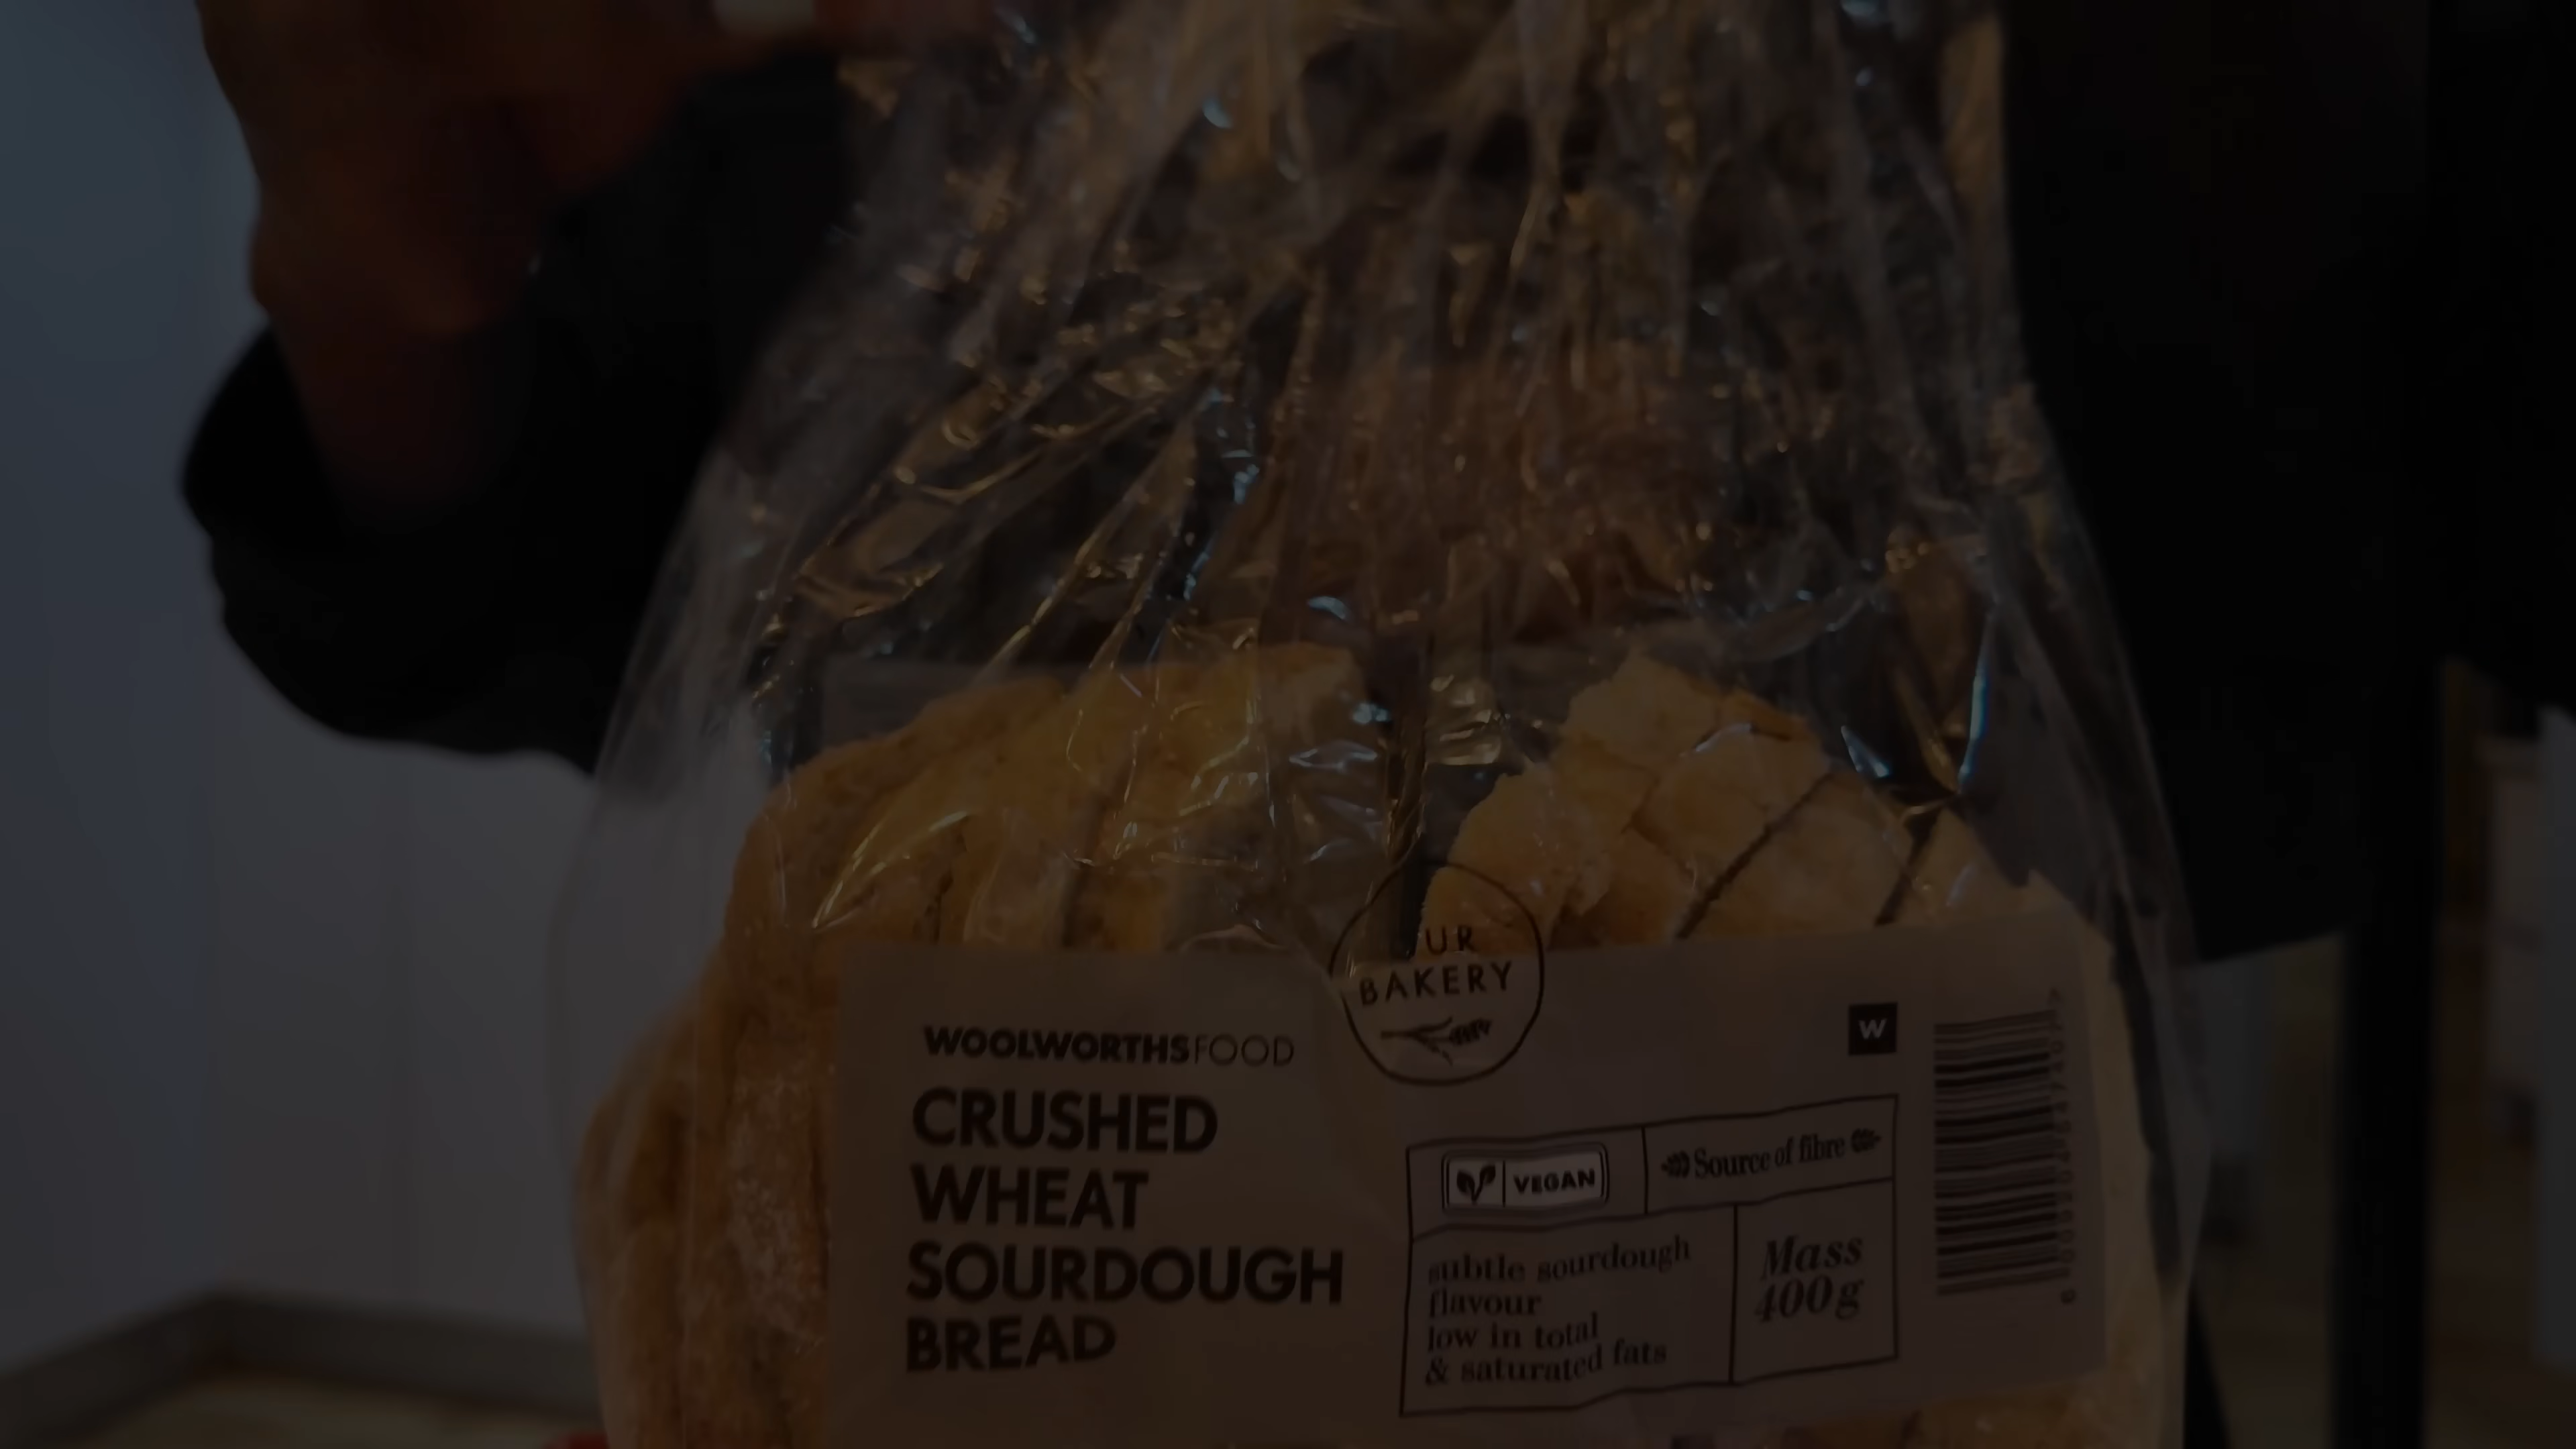 UR
BAKERY
WOOLWORTHSFOOD
W
CRUSHED
WHEAT
SOURDOUGH
BREAD
VEGAN
Source of fibre
subtle sourdough
flavour
low in total
& saturated fats
Mass
400g